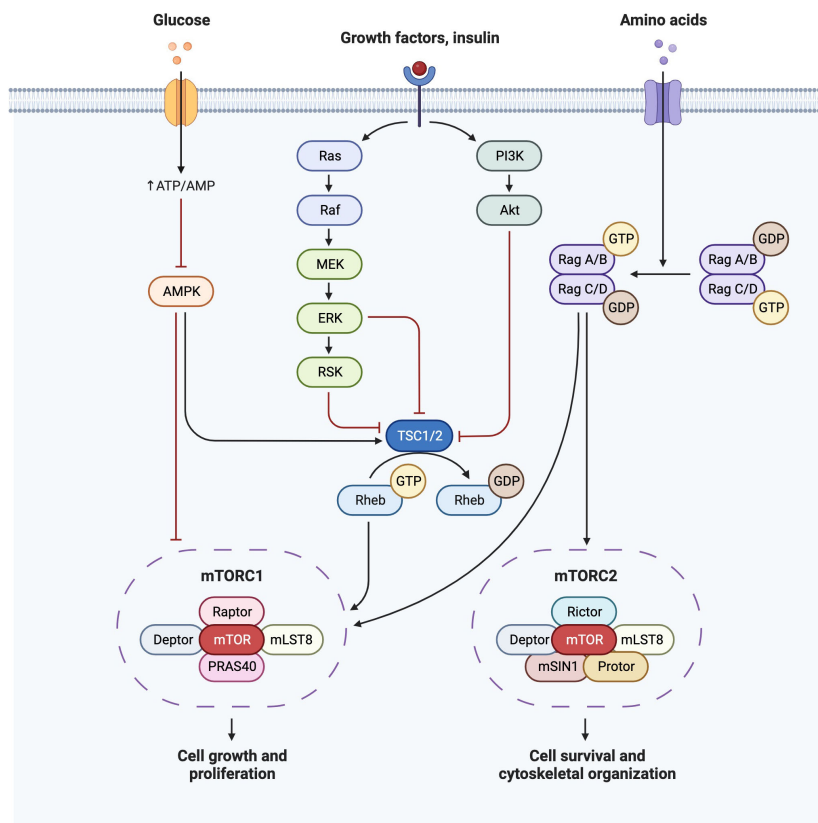 Glucose
Growth factors, insulin
Amino acids
↑ATP/AMP
AMPK
Ras
Raf
MEK
ERK
RSK
PI3K
Akt
TSC1/2
Rheb
GTP
Rheb
GDP
GTP
Rag A/B
Rag C/D
GDP
GDP
Rag A/B
Rag C/D
GTP
mTORC1
Raptor
Deptor
mTOR
mLST8
PRAS40
Cell growth and
proliferation
mTORC2
Rictor
Deptor
mTOR
mLST8
mSIN1
Protor
Cell survival and
cytoskeletal organization